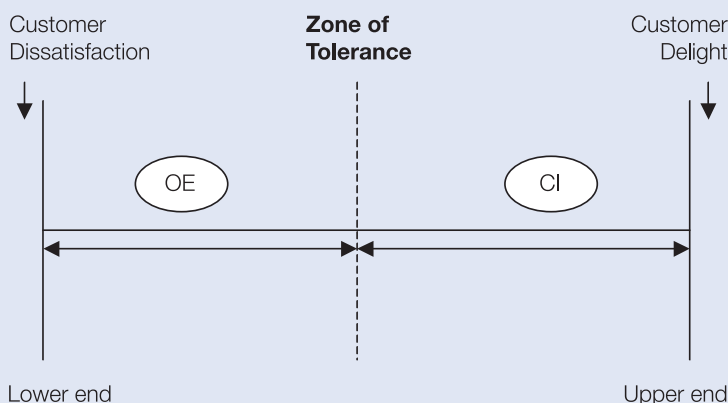 Customer
Dissatisfaction
Zone of
Tolerance
Customer
Delight
OE
CI
Lower end
Upper end